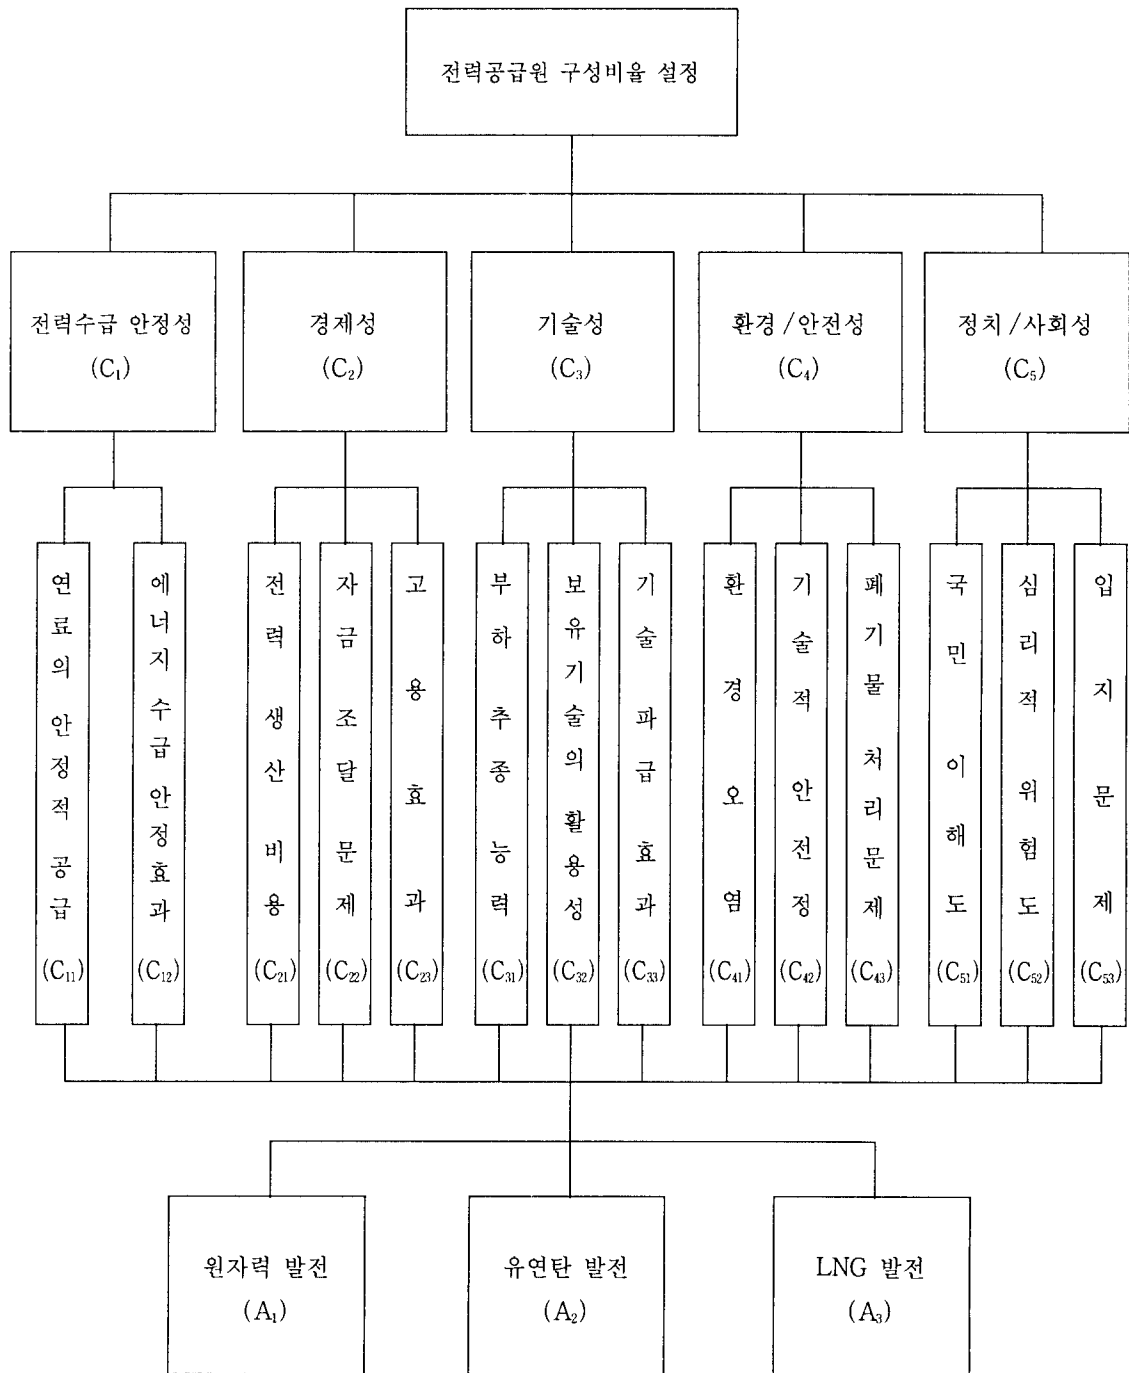 전력공급원 구성비율 설정
전력수급 안정성
(C₁)
경제성
(C₂)
기술성
(C₃)
환경/안전성
(C₄)
정치/사회성
(C₅)
연료의 안정적 공급
(C₁₁)
에너지 수급 안정효과
(C₁₂)
전력 생산 비용
(C₂₁)
자금 조달 문제
(C₂₂)
고용효과
(C₂₃)
부하 추종 능력
(C₃₁)
보유기술의 활용성
(C₃₂)
기술 파급 효과
(C₃₃)
환경오염
(C₄₁)
기술적 안전정
(C₄₂)
폐기물 처리문제
(C₄₃)
국민 이해도
(C₅₁)
심리적 위험도
(C₅₂)
입지문제
(C₅₃)
원자력 발전
(A₁)
유연탄 발전
(A₂)
LNG 발전
(A₃)